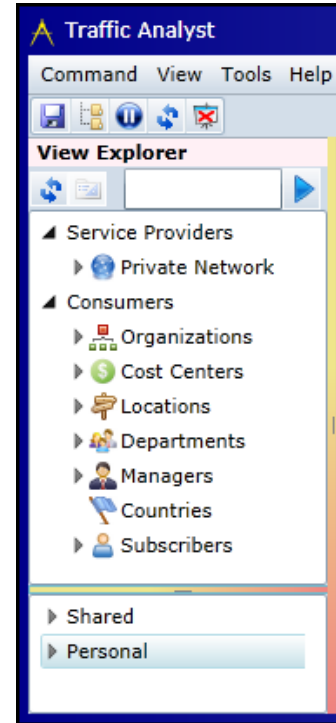 Traffic Analyst
Command View Tools Help
View Explorer
Service Providers
Private Network
Consumers
Organizations
Cost Centers
Locations
Departments
Managers
Countries
Subscribers
Shared
Personal